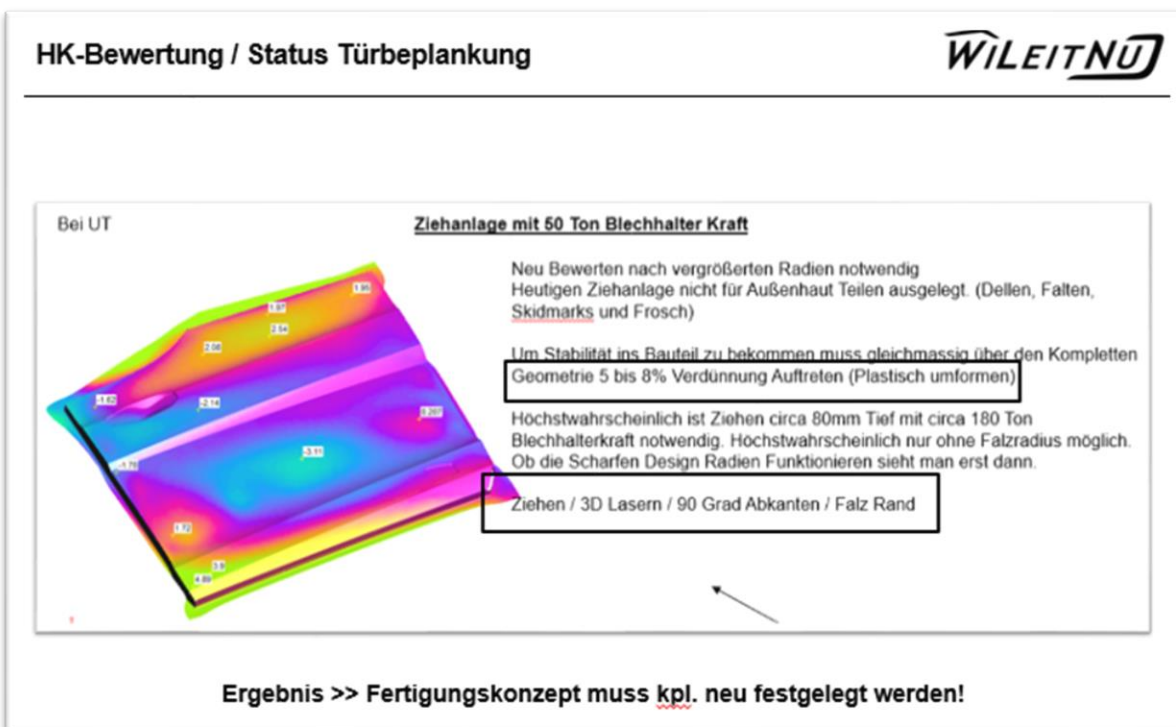 HK-Bewertung / Status Türbeplankung
WILEITNU
Bei UT
Ziehanlage mit 50 Ton Blechhalter Kraft
Neu Bewerten nach vergrößerten Radien notwendig
Heutigen Ziehanlage nicht für Außenhaut Teilen ausgelegt. (Dellen, Falten,
Skidmarks und Frosch)
Um Stabilität ins Bauteil zu bekommen muss gleichmassig über den Kompletten
Geometrie 5 bis 8% Verdünnung Auftreten (Plastisch umformen)
Höchstwahrscheinlich ist Ziehen circa 80mm Tief mit circa 180 Ton
Blechhalterkraft notwendig. Höchstwahrscheinlich nur ohne Falzradius möglich.
Ob die Scharfen Design Radien Funktionieren sieht man erst dann.
Ziehen / 3D Lasern / 90 Grad Abkanten / Falz Rand
1.95
1.97
2.54
2.06
-1.62
-2.14
0.207
-3.11
-1.78
1.72
3.9
4.89
Ergebnis >> Fertigungskonzept muss kpl. neu festgelegt werden!